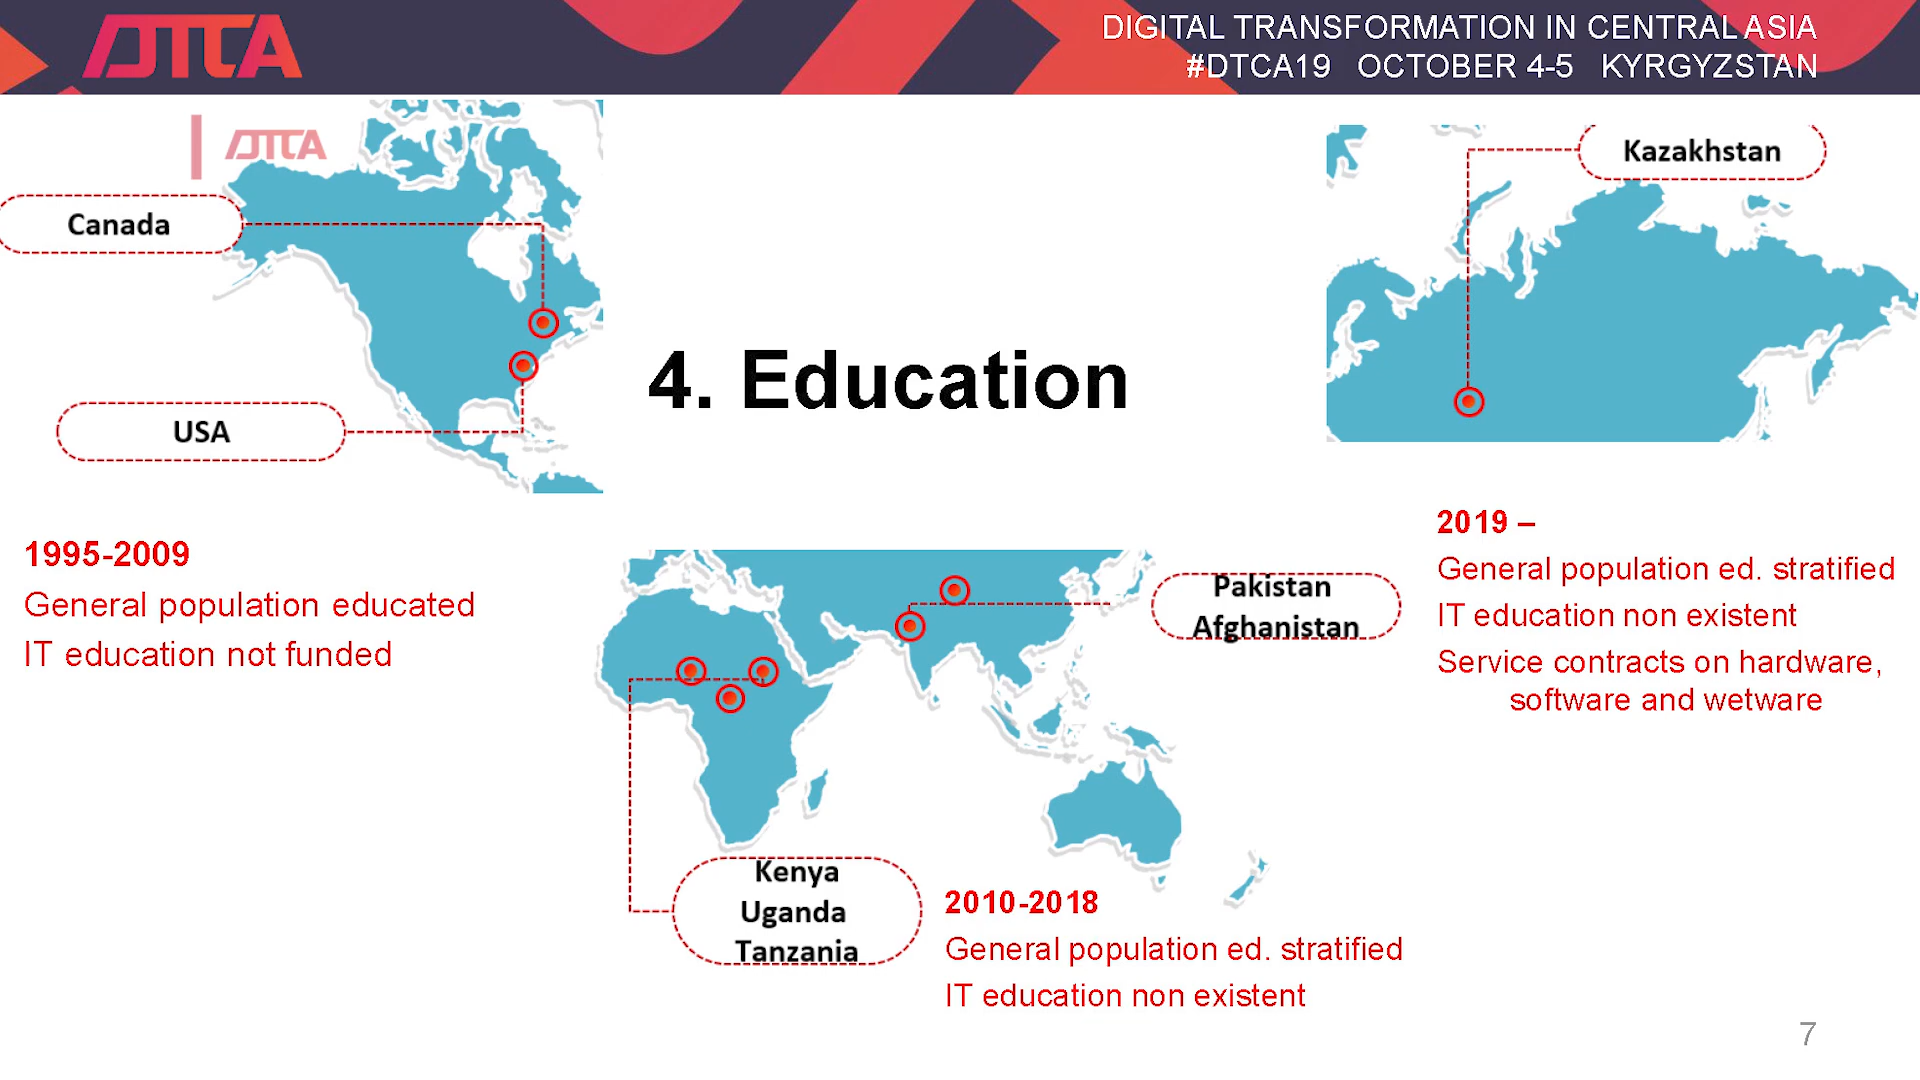 DTCA
DIGITAL TRANSFORMATION IN CENTRAL ASIA
#DTCA19 OCTOBER 4-5 KYRGYZSTAN
DTCA
Canada
USA
Kazakhstan
4. Education
1995-2009
General population educated
IT education not funded
Pakistan
Afghanistan
2019 –
General population ed. stratified
IT education non existent
Service contracts on hardware,
software and wetware
Kenya
Uganda
Tanzania
2010-2018
General population ed. stratified
IT education non existent
7